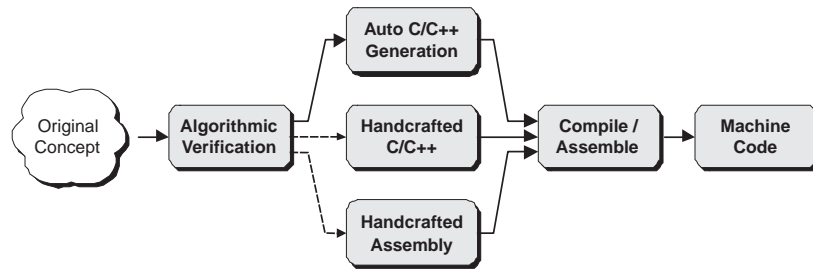 Original
Concept
Algorithmic
Verification
Auto C/C++
Generation
Handcrafted
C/C++
Handcrafted
Assembly
Compile /
Assemble
Machine
Code